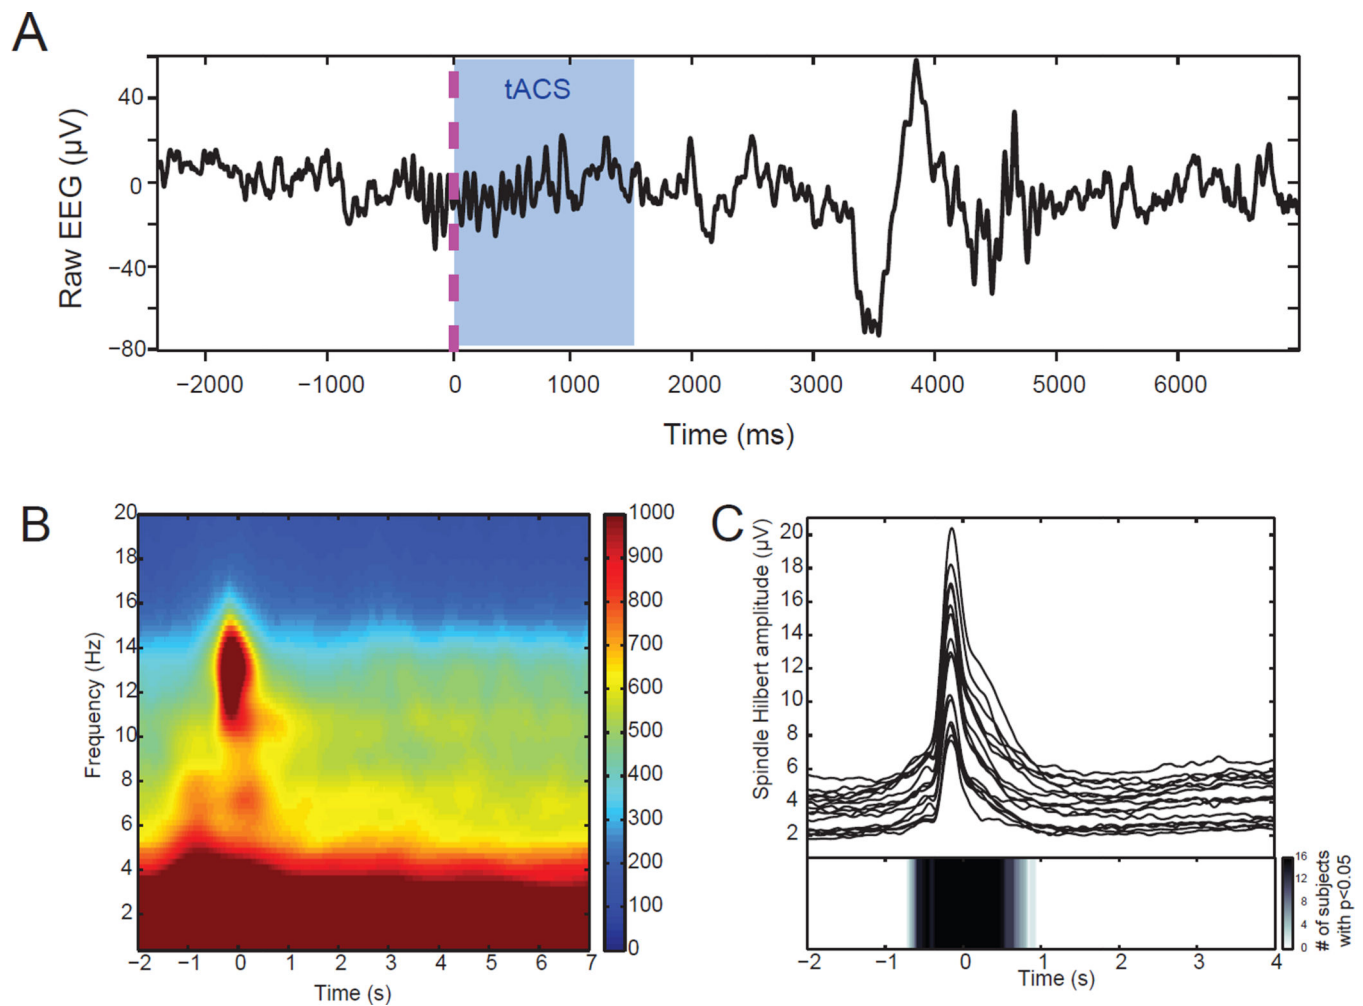 A
tACS
Raw EEG (µV)
40
0
−40
−80
−2000 −1000 0 1000 2000 3000 4000 5000 6000
Time (ms)
B
Frequency (Hz)
20
18
16
14
12
10
8
6
4
2
−2 −1 0 1 2 3 4 5 6 7
Time (s)
1000
900
800
700
600
500
400
300
200
100
0
C
Spindle Hilbert amplitude (µV)
20
18
16
14
12
10
8
6
4
2
16
12
8
4
0
# of subjects
with p<0.05
−2 −1 0 1 2 3 4
Time (s)